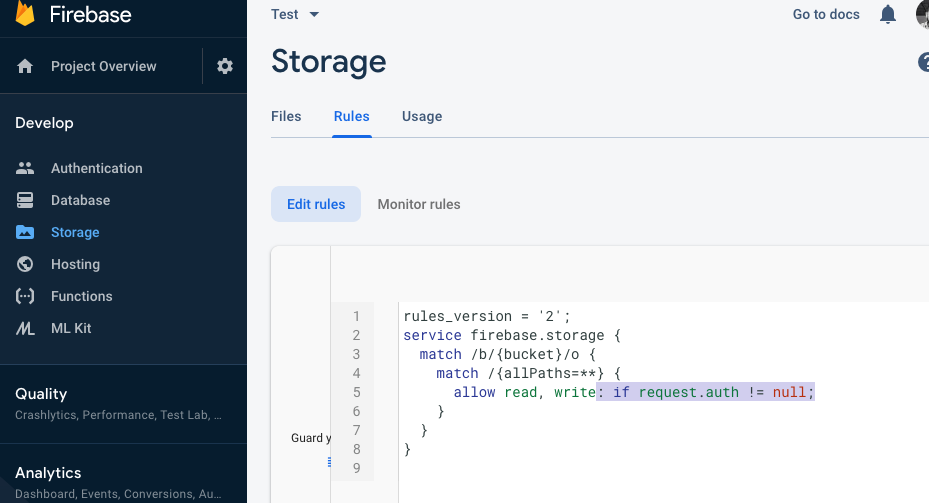 Firebase
Test
Go to docs
Project Overview
Storage
Develop
Files
Rules
Usage
Authentication
Database
Storage
Hosting
Functions
ML Kit
Edit rules
Monitor rules
1 rules_version = '2';
2 service firebase.storage {
3 match /b/{bucket}/o {
4 match /{allPaths=**} {
5 allow read, write: if request.auth != null;
6 }
7 }
8 }
9
Guard y
Quality
Crashlytics, Performance, Test Lab, ...
Analytics
Dashboard, Events, Conversions, Au...